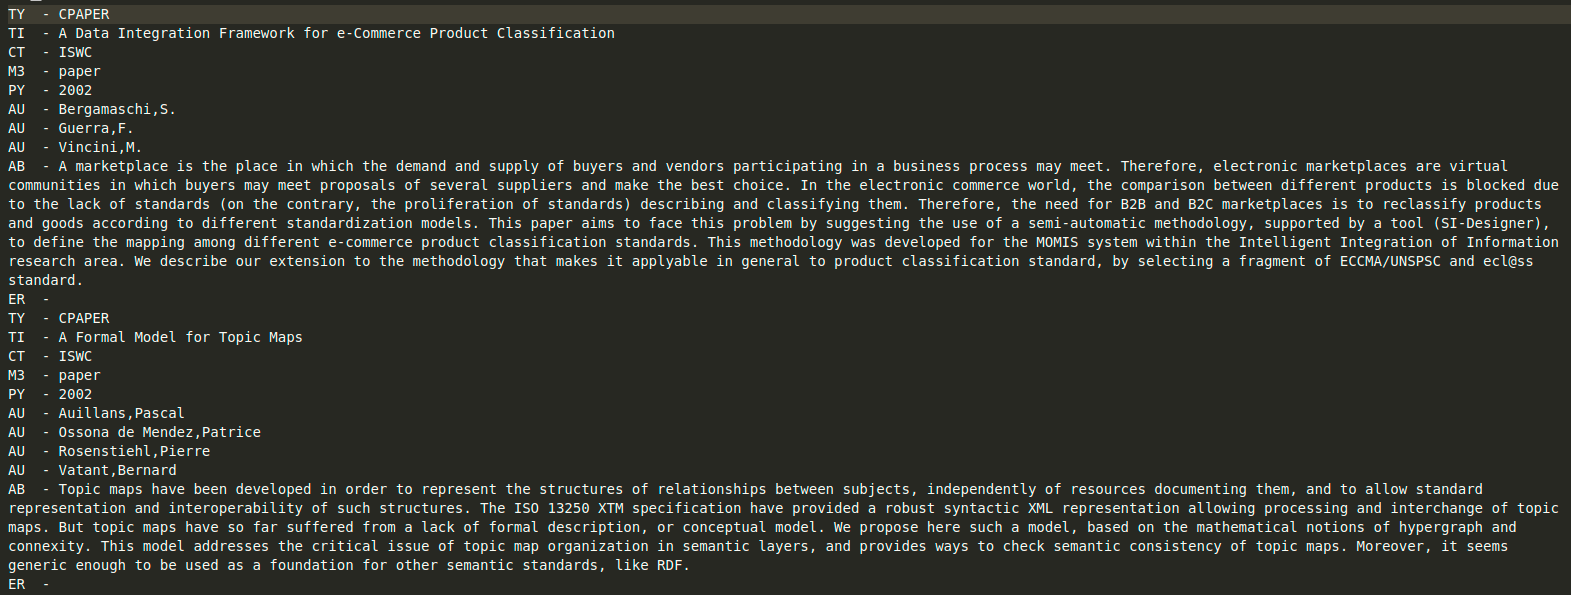 TY  - CPAPER
TI  - A Data Integration Framework for e-Commerce Product Classification
CT  - ISWC
M3  - paper
PY  - 2002
AU  - Bergamaschi,S.
AU  - Guerra,F.
AU  - Vincini,M.
AB  - A marketplace is the place in which the demand and supply of buyers and vendors participating in a business process may meet. Therefore, electronic marketplaces are virtual
communities in which buyers may meet proposals of several suppliers and make the best choice. In the electronic commerce world, the comparison between different products is blocked due
to the lack of standards (on the contrary, the proliferation of standards) describing and classifying them. Therefore, the need for B2B and B2C marketplaces is to reclassify products
and goods according to different standardization models. This paper aims to face this problem by suggesting the use of a semi-automatic methodology, supported by a tool (SI-Designer),
to define the mapping among different e-commerce product classification standards. This methodology was developed for the MOMIS system within the Intelligent Integration of Information
research area. We describe our extension to the methodology that makes it applyable in general to product classification standard, by selecting a fragment of ECCMA/UNSPSC and ecl@ss
standard.
ER  -
TY  - CPAPER
TI  - A Formal Model for Topic Maps
CT  - ISWC
M3  - paper
PY  - 2002
AU  - Auillans,Pascal
AU  - Ossona de Mendez,Patrice
AU  - Rosenstiehl,Pierre
AU  - Vatant,Bernard
AB  - Topic maps have been developed in order to represent the structures of relationships between subjects, independently of resources documenting them, and to allow standard
representation and interoperability of such structures. The ISO 13250 XTM specification have provided a robust syntactic XML representation allowing processing and interchange of topic
maps. But topic maps have so far suffered from a lack of formal description, or conceptual model. We propose here such a model, based on the mathematical notions of hypergraph and
connexity. This model addresses the critical issue of topic map organization in semantic layers, and provides ways to check semantic consistency of topic maps. Moreover, it seems
generic enough to be used as a foundation for other semantic standards, like RDF.
ER  -